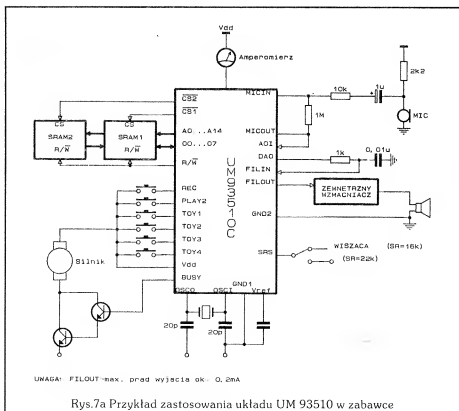 Vdd
Amperomierz
CS2
CS1
A0...A14
O0...O7
R/W
CS
SRAM2
R/W
CS
SRAM1
R/W
REC
PLAY2
TOY1
TOY2
TOY3
TOY4
Vdd
BUSY
OSCO
OSCI
GND1
Vref
UM93510C
MICIN
MICOUT
AOI
DAO
FILIN
FILOUT
GND2
SRS
10k
1u
2k2
MIC
1M
1k
0,01u
ZEWNETRZNY
WZMACNIACZ
WISZACA (SR=16k)
(SR=22k)
Silnik
20p
20p
UWAGA: FILOUT-max. prad wyjscia ok. 0,2mA
Rys.7a Przykład zastosowania układu UM 93510 w zabawce